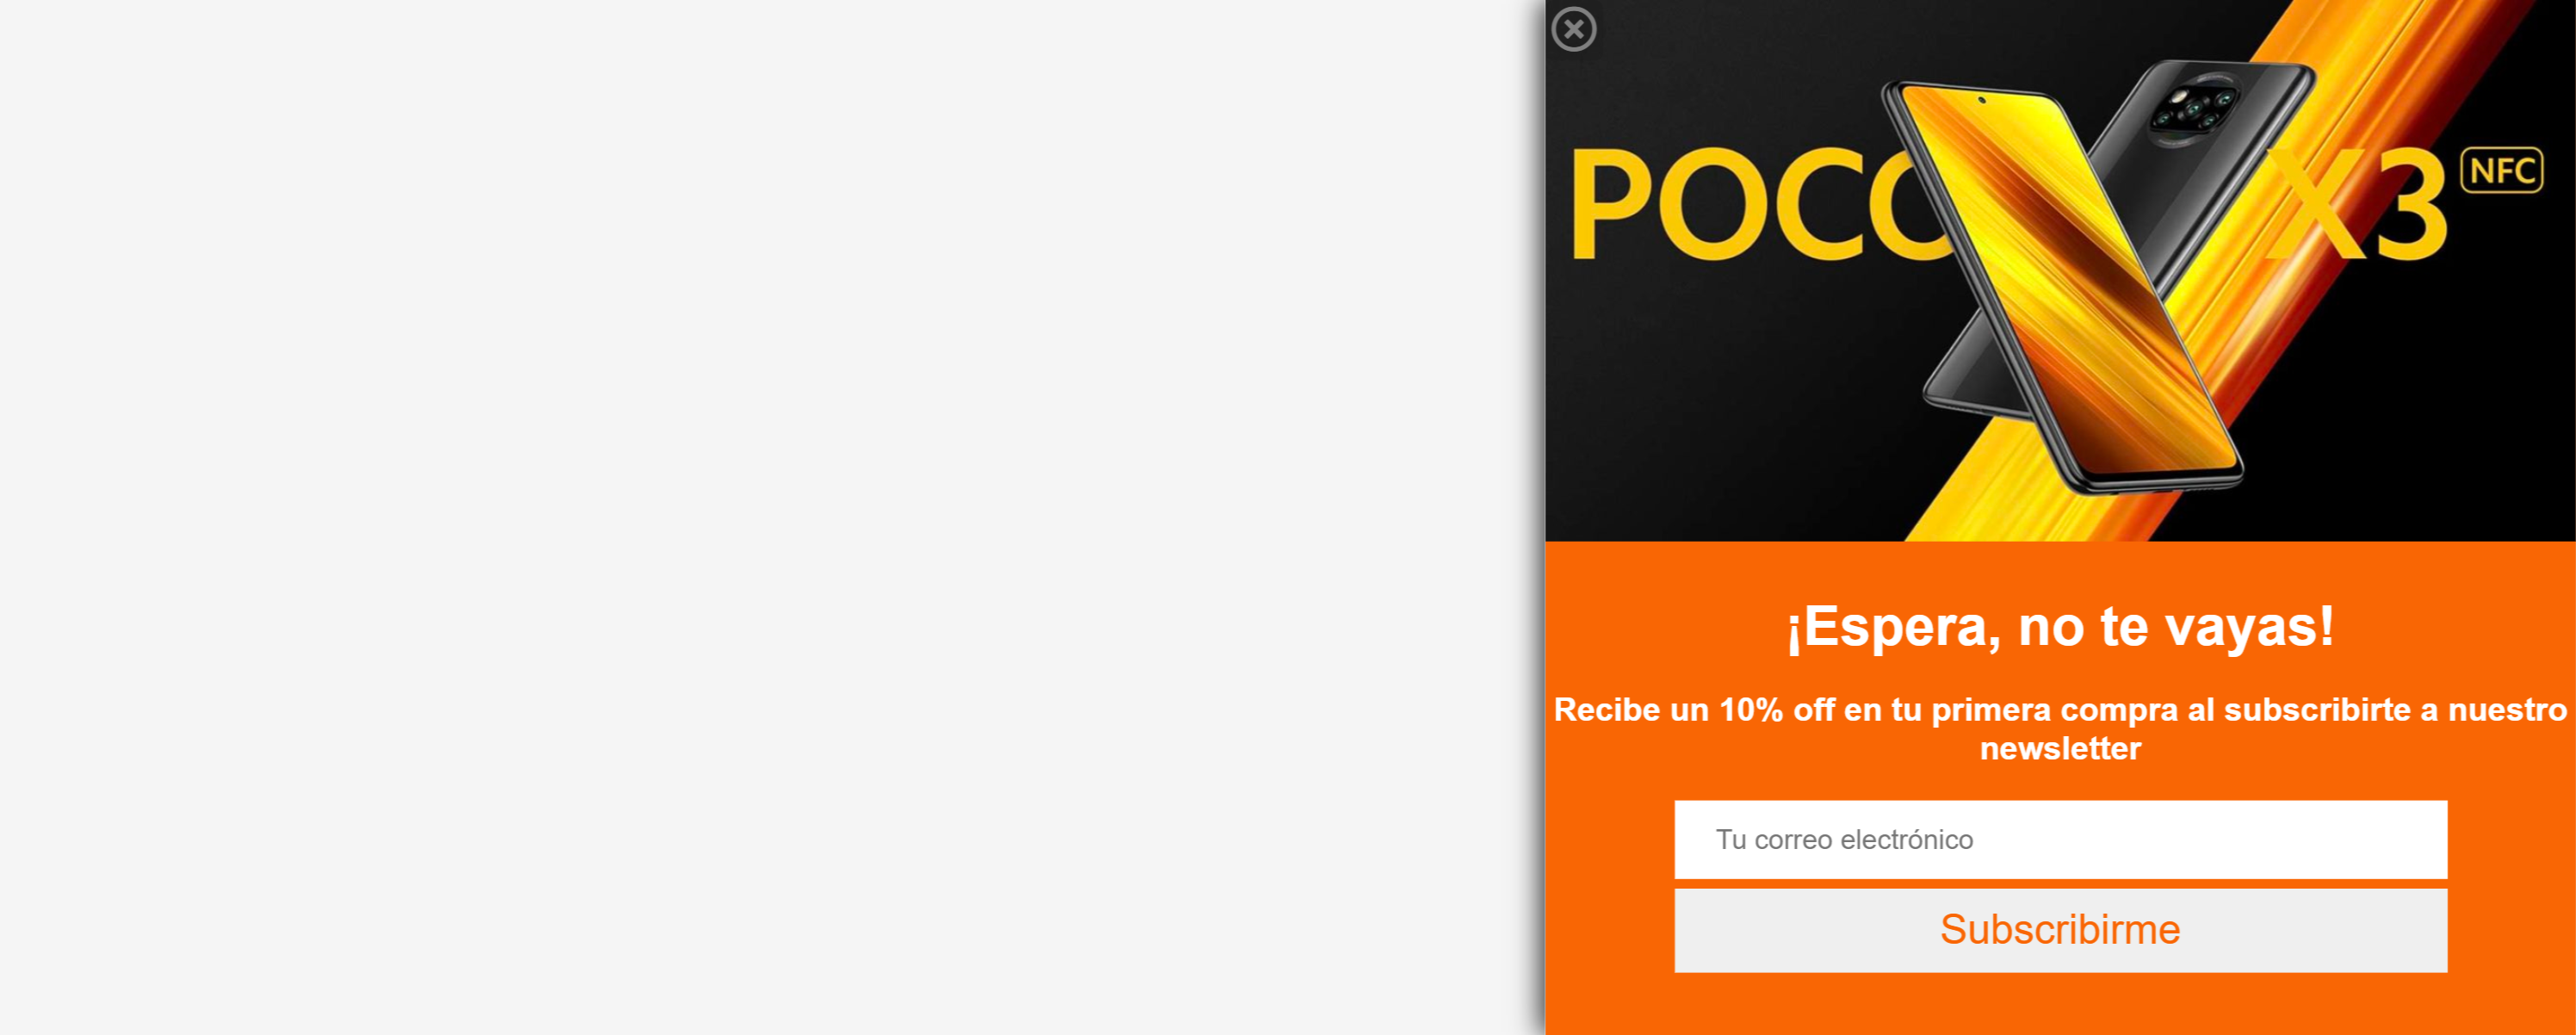 POCO X3 NFC
¡Espera, no te vayas!
Recibe un 10% off en tu primera compra al subscribirte a nuestro
newsletter
Tu correo electrónico
Subscribirme